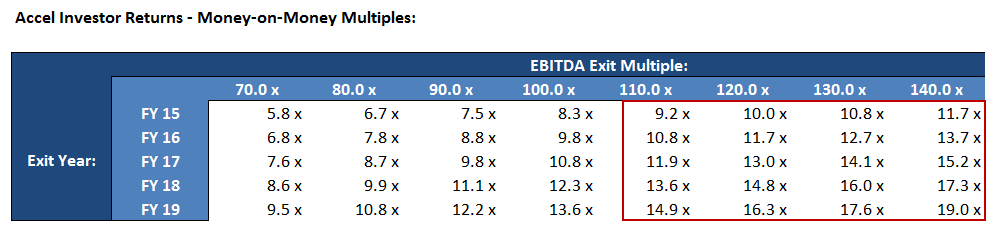 Accel Investor Returns - Money-on-Money Multiples:
EBITDA Exit Multiple:
70.0 x 80.0 x 90.0 x 100.0 x 110.0 x 120.0 x 130.0 x 140.0 x
FY 15 5.8 x 6.7 x 7.5 x 8.3 x 9.2 x 10.0 x 10.8 x 11.7 x
FY 16 6.8 x 7.8 x 8.8 x 9.8 x 10.8 x 11.7 x 12.7 x 13.7 x
Exit Year: FY 17 7.6 x 8.7 x 9.8 x 10.8 x 11.9 x 13.0 x 14.1 x 15.2 x
FY 18 8.6 x 9.9 x 11.1 x 12.3 x 13.6 x 14.8 x 16.0 x 17.3 x
FY 19 9.5 x 10.8 x 12.2 x 13.6 x 14.9 x 16.3 x 17.6 x 19.0 x